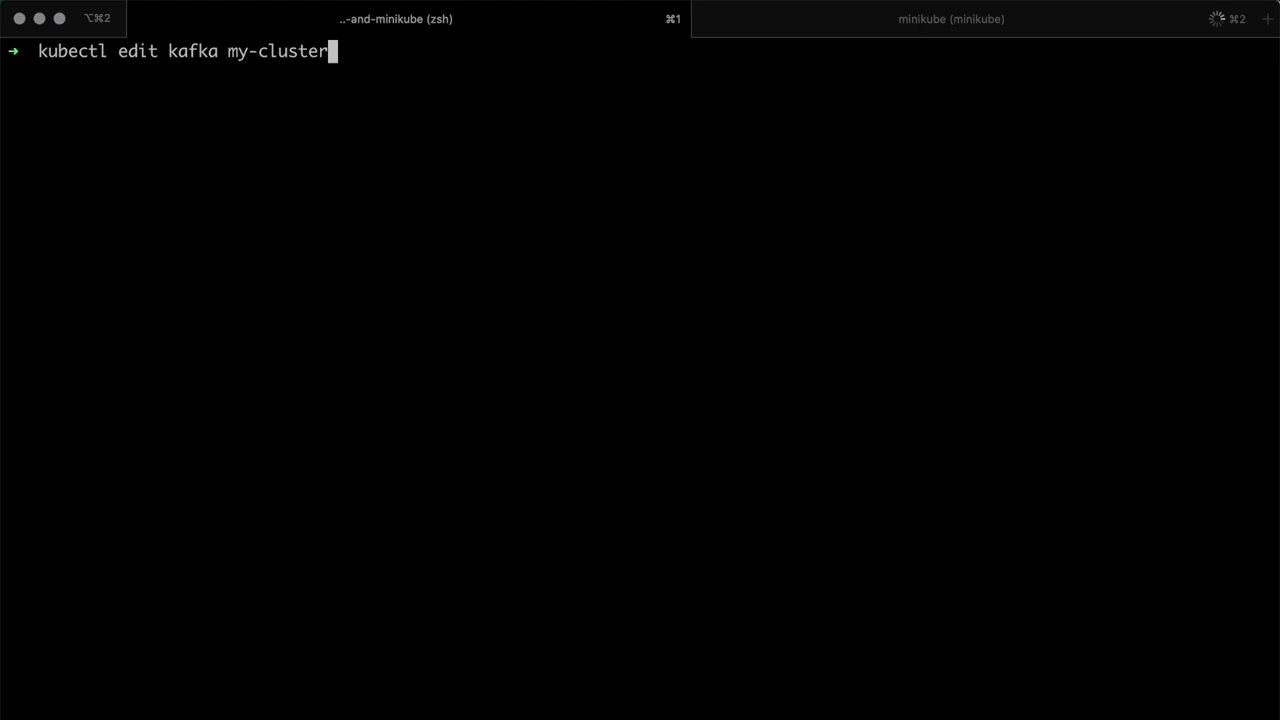 ⌥⌘2 ..-and-minikube (zsh) ⌘1 minikube (minikube) ⌘2 +
➜ kubectl edit kafka my-cluster